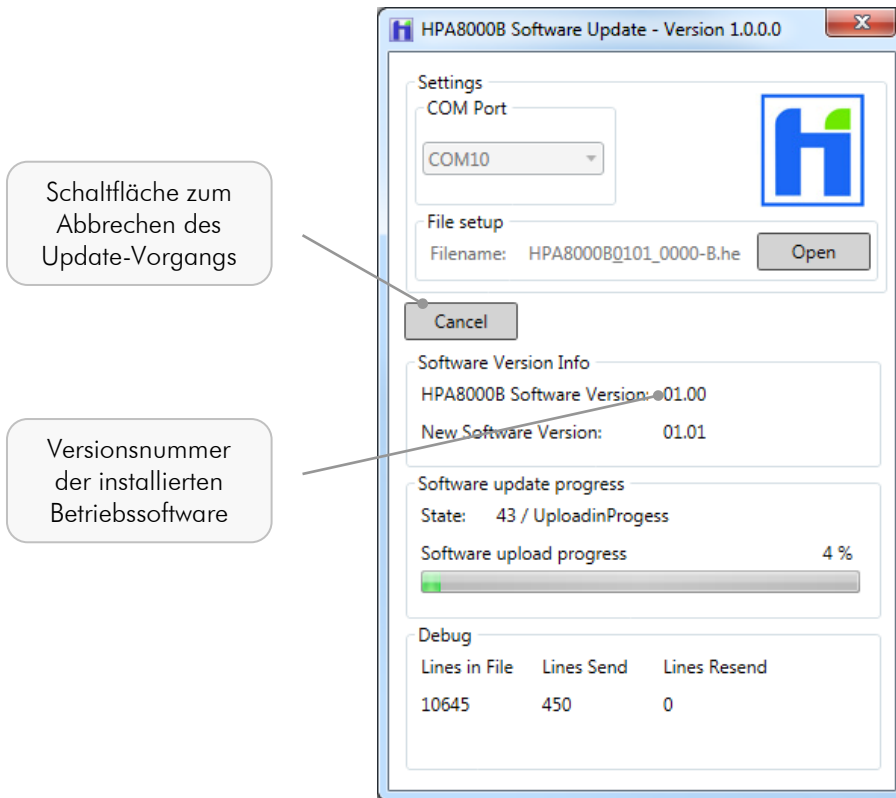 HPA8000B Software Update - Version 1.0.0.0
Settings
COM Port
COM10
File setup
Filename: HPA8000B0101_0000-B.he
Open
Schaltfläche zum
Abbrechen des
Update-Vorgangs
Cancel
Software Version Info
HPA8000B Software Version: 01.00
New Software Version: 01.01
Versionsnummer
der installierten
Betriebssoftware
Software update progress
State: 43 / UploadinProgess
Software upload progress 4 %
Debug
Lines in File Lines Send Lines Resend
10645 450 0